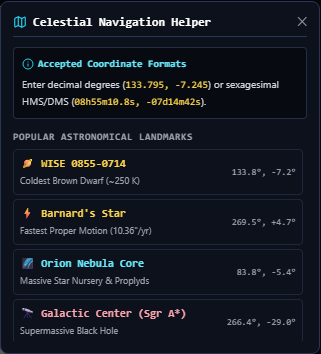 Celestial Navigation Helper
Accepted Coordinate Formats
Enter decimal degrees (133.795, -7.245) or sexagesimal
HMS/DMS (08h55m10.8s, -07d14m42s).
POPULAR ASTRONOMICAL LANDMARKS
WISE 0855-0714
Coldest Brown Dwarf (~250 K)
133.8°, -7.2°
Barnard's Star
Fastest Proper Motion (10.36"/yr)
269.5°, +4.7°
Orion Nebula Core
Massive Star Nursery & Proplyds
83.8°, -5.4°
Galactic Center (Sgr A*)
Supermassive Black Hole
266.4°, -29.0°